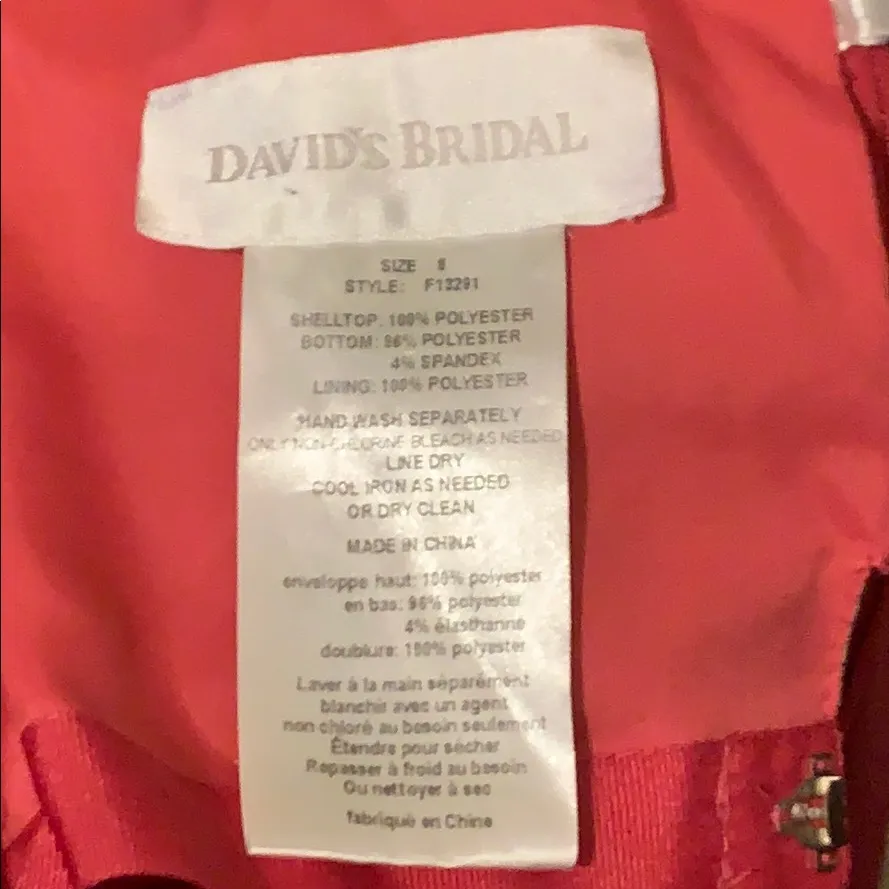 DAVID'S BRIDAL
SIZE
STYLE: F13291
SHELLTOP: 100% POLYESTER
BOTTOM: 96% POLYESTER
4% SPANDEX
LINING: 100% POLYESTER
HAND WASH SEPARATELY
ONLY NON-CHLORINE BLEACH AS NEEDED
LINE DRY
COOL IRON AS NEEDED
OR DRY CLEAN
MADE IN CHINA
enveloppe haut: 100% polyester
en bas: 96% polyester
4% élasthanne
doublure: 100% polyester
Laver à la main séparément
blanchir avec un agent
non chloré au besoin seulement
Étendre pour sécher
Repasser à froid au besoin
Ou nettoyer à sec
fabriqué en Chine